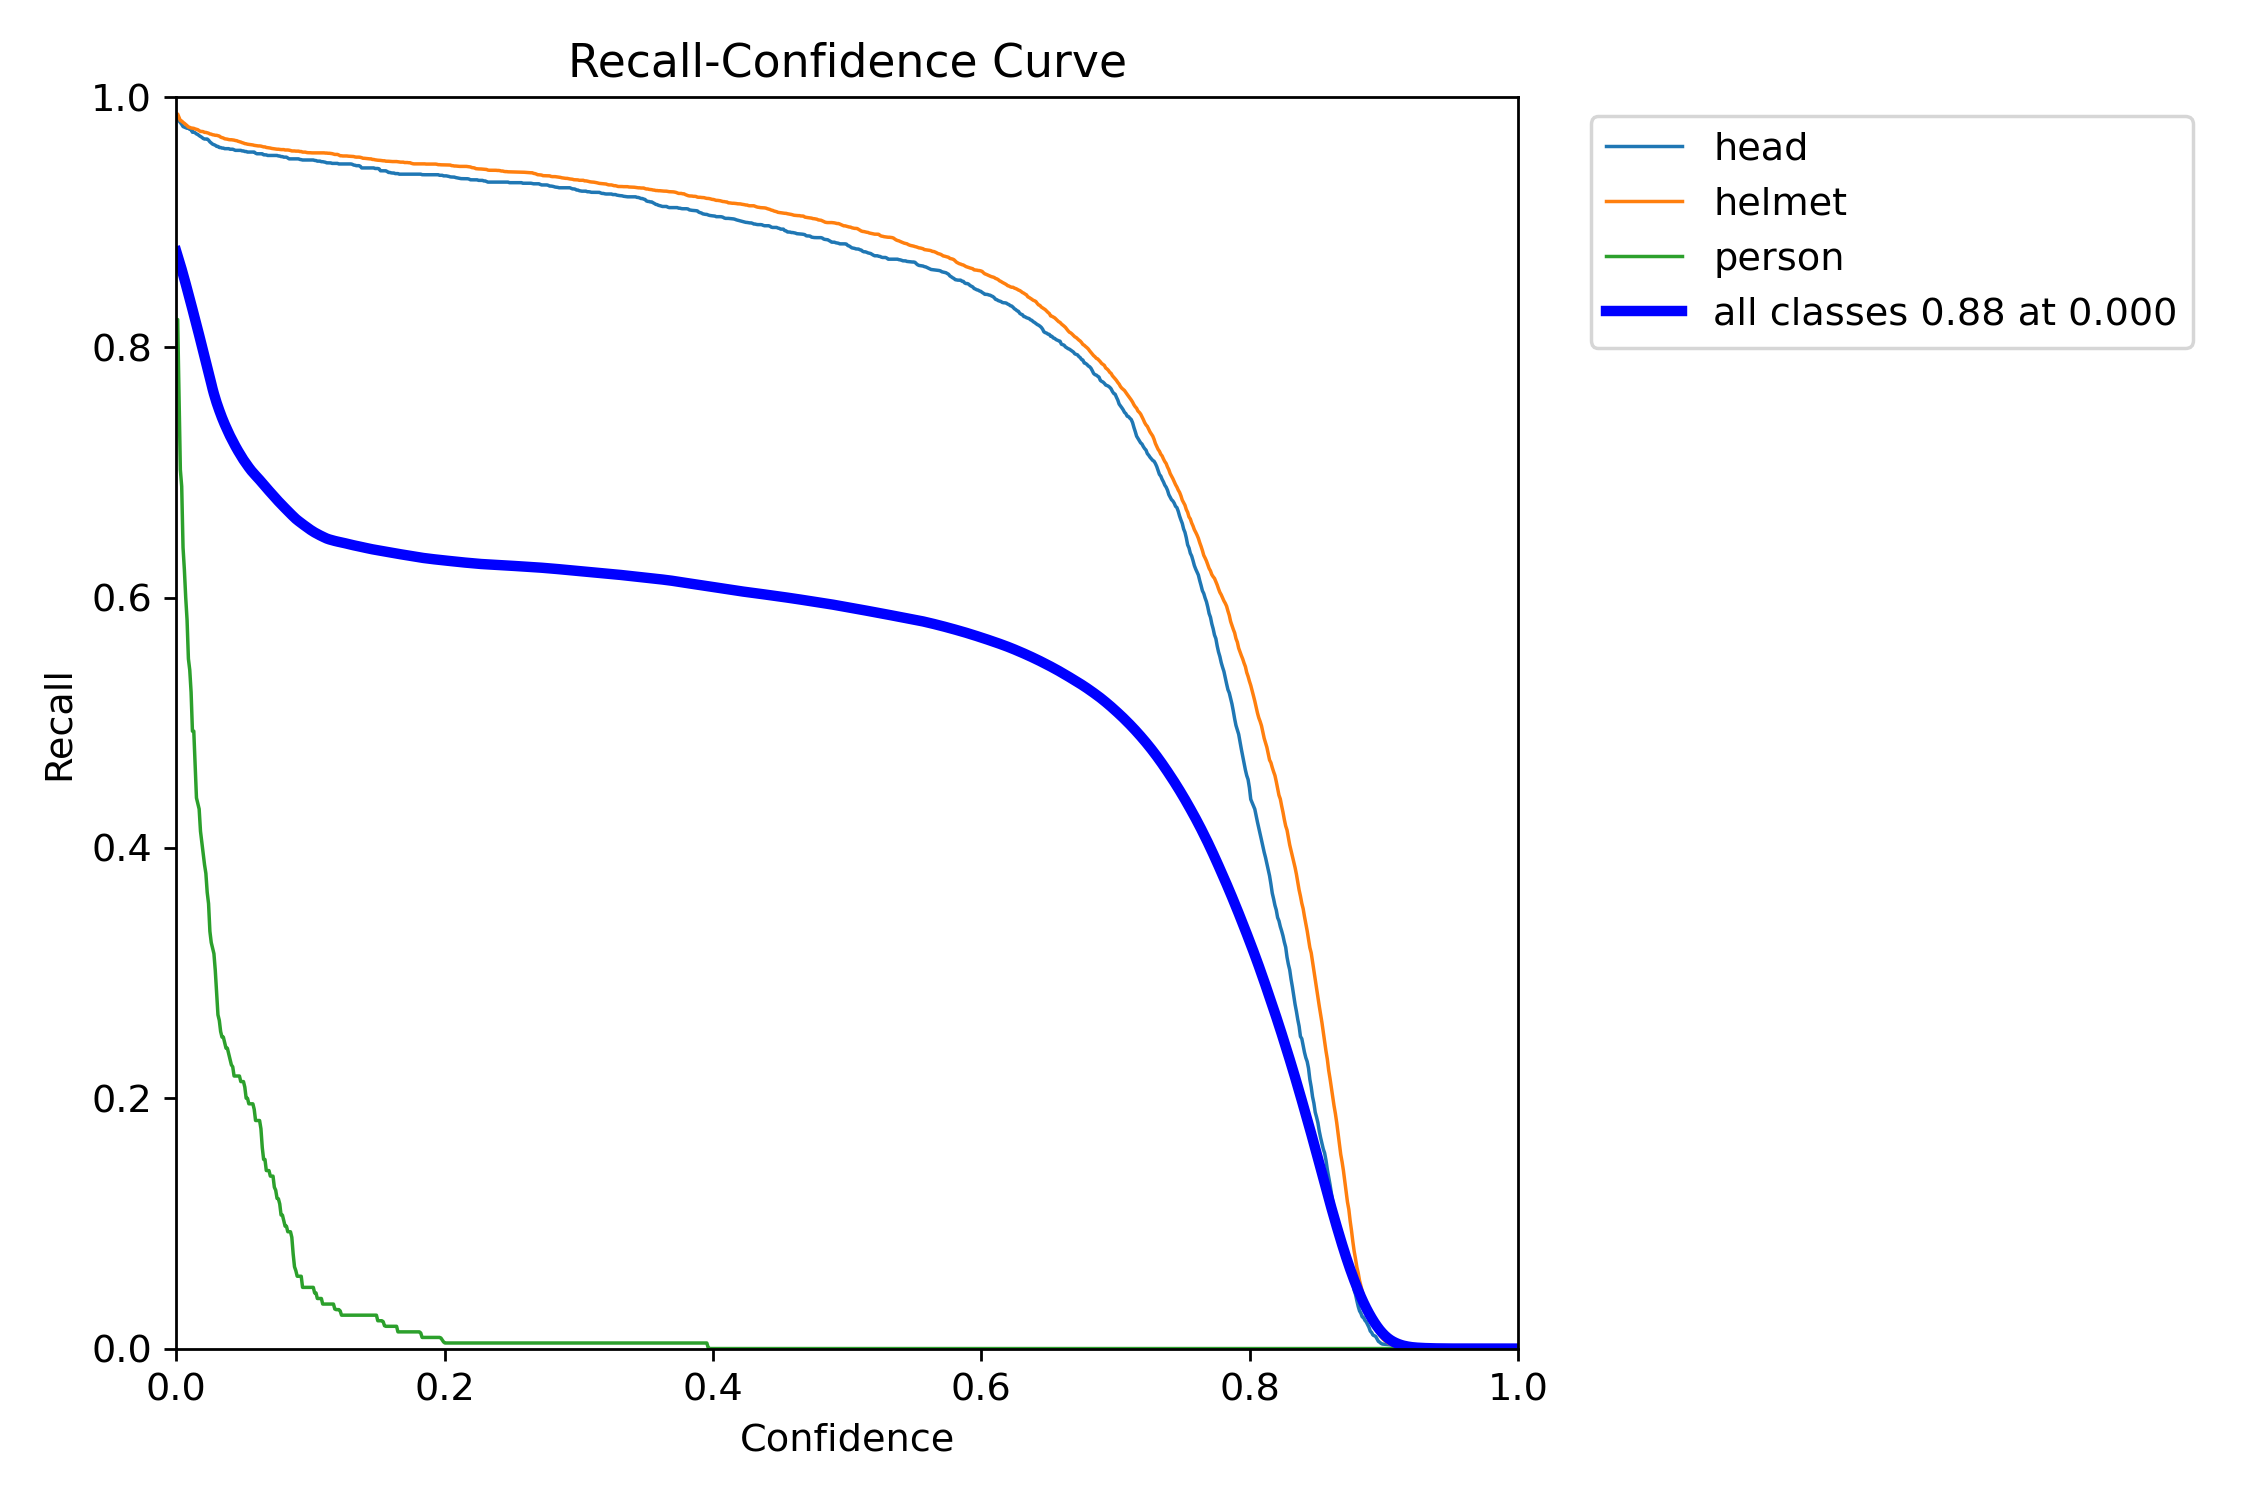 Recall-Confidence Curve
1.0
0.8
0.6
0.4
0.2
0.0
Recall
0.0 0.2 0.4 0.6 0.8 1.0
Confidence
head
helmet
person
all classes 0.88 at 0.000